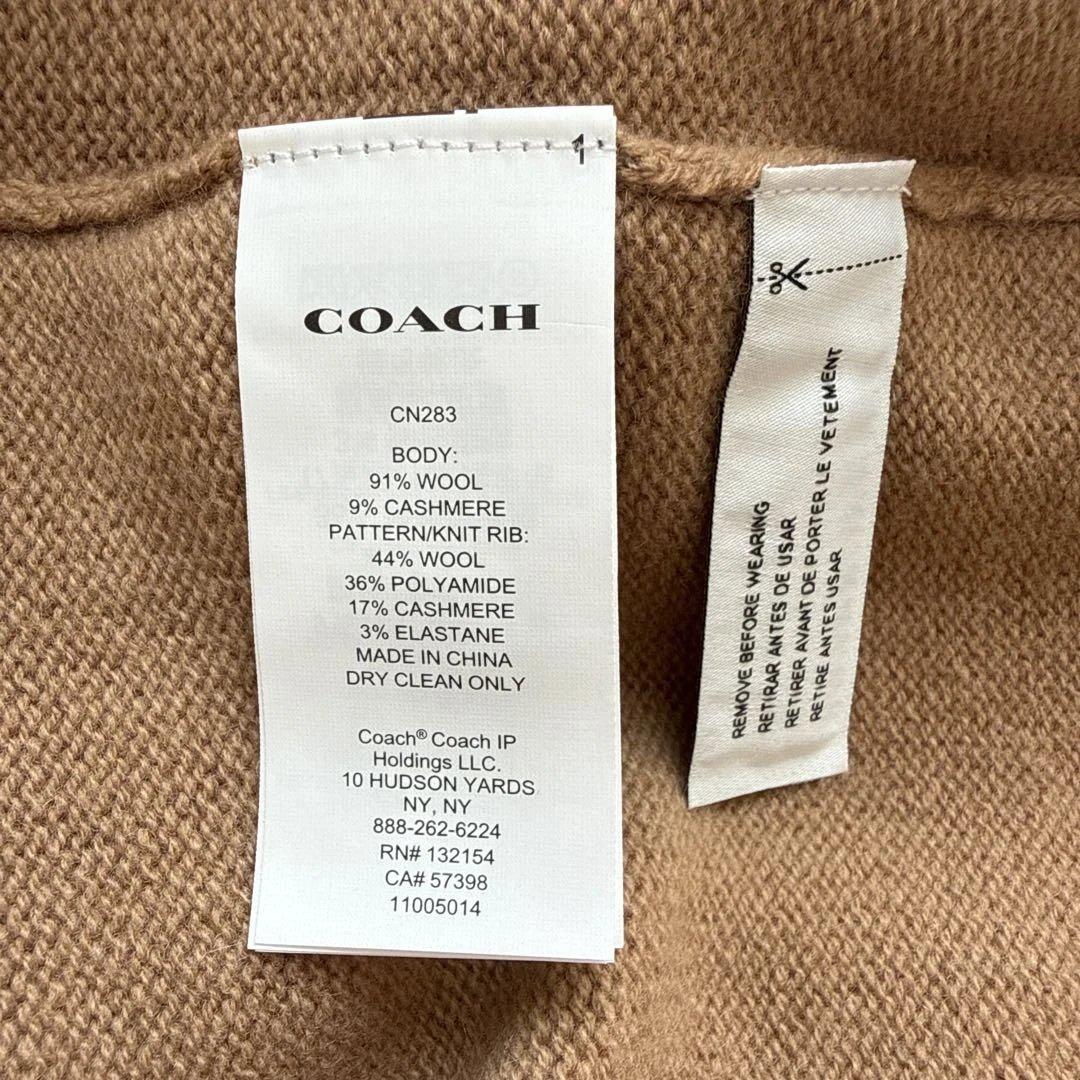 1
COACH
CN283
BODY:
91% WOOL
9% CASHMERE
PATTERN/KNIT RIB:
44% WOOL
36% POLYAMIDE
17% CASHMERE
3% ELASTANE
MADE IN CHINA
DRY CLEAN ONLY
Coach® Coach IP
Holdings LLC.
10 HUDSON YARDS
NY, NY
888-262-6224
RN# 132154
CA# 57398
11005014
REMOVE BEFORE WEARING
RETIRAR ANTES DE USAR
RETIRER AVANT DE PORTER LE VETEMENT
RETIRE ANTES USAR